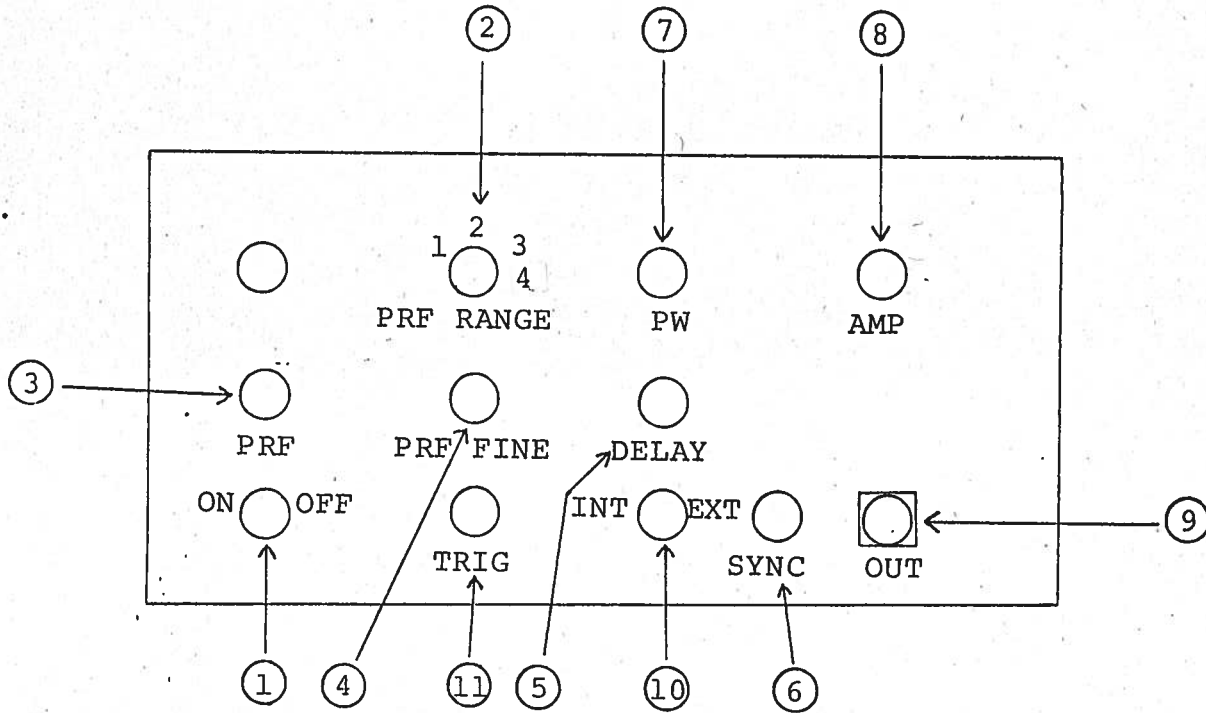 2 7 8
2
1 3
4
PRF RANGE PW AMP
3
PRF PRF FINE DELAY
ON OFF INT EXT
9
TRIG SYNC OUT
1 4 11 5 10 6